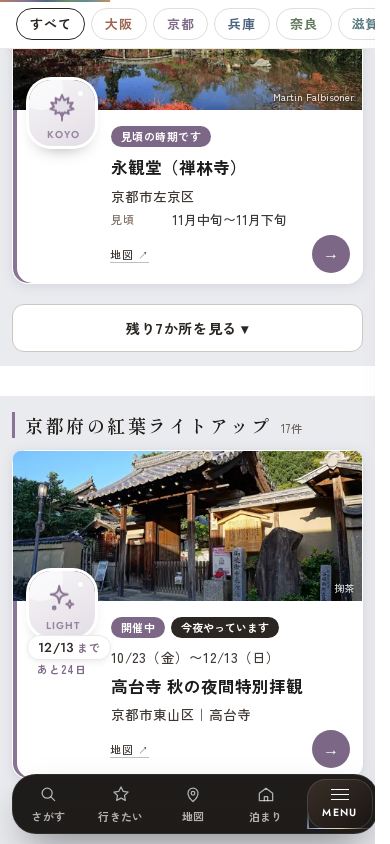 すべて
大阪
京都
兵庫
奈良
滋賀
Martin Falbisoner
KOYO
見頃の時期です
永観堂（禅林寺）
京都市左京区
見頃 11月中旬〜11月下旬
地図 ↗
→
残り7か所を見る ▾
京都府の紅葉ライトアップ 17件
掬茶
LIGHT
12/13 まで
あと24日
開催中
今夜やっています
10/23（金）〜12/13（日）
高台寺 秋の夜間特別拝観
京都市東山区｜高台寺
地図 ↗
→
さがす
行きたい
地図
泊まり
MENU